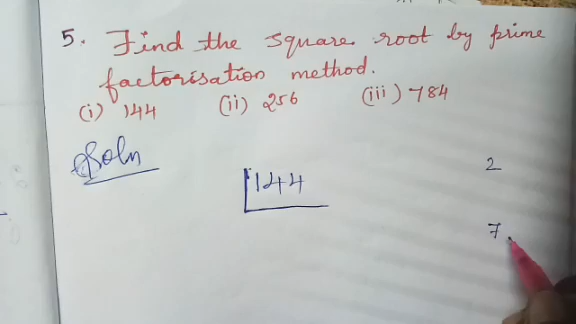 5. Find the square root by prime
factorisation method.
(i) 144 (ii) 256 (iii) 784
Soln
144
2
7